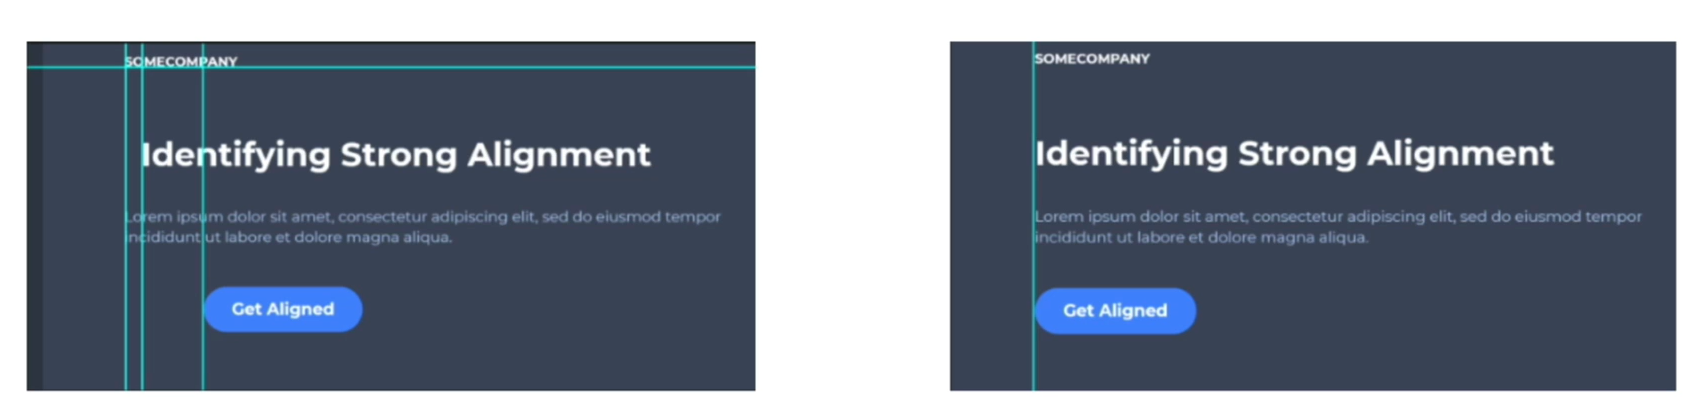 SOMECOMPANY
Identifying Strong Alignment
Lorem ipsum dolor sit amet, consectetur adipiscing elit, sed do eiusmod tempor
incididunt ut labore et dolore magna aliqua.
Get Aligned
SOMECOMPANY
Identifying Strong Alignment
Lorem ipsum dolor sit amet, consectetur adipiscing elit, sed do eiusmod tempor
incididunt ut labore et dolore magna aliqua.
Get Aligned